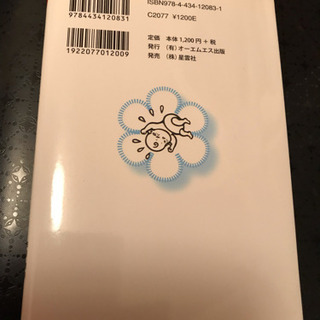 9784434120831
1922077012009
ISBN978-4-434-12083-1
C2077 ¥1200E
定価 本体 1,200円 + 税
発行 (有) オーエムエス出版
発売 (株) 星雲社